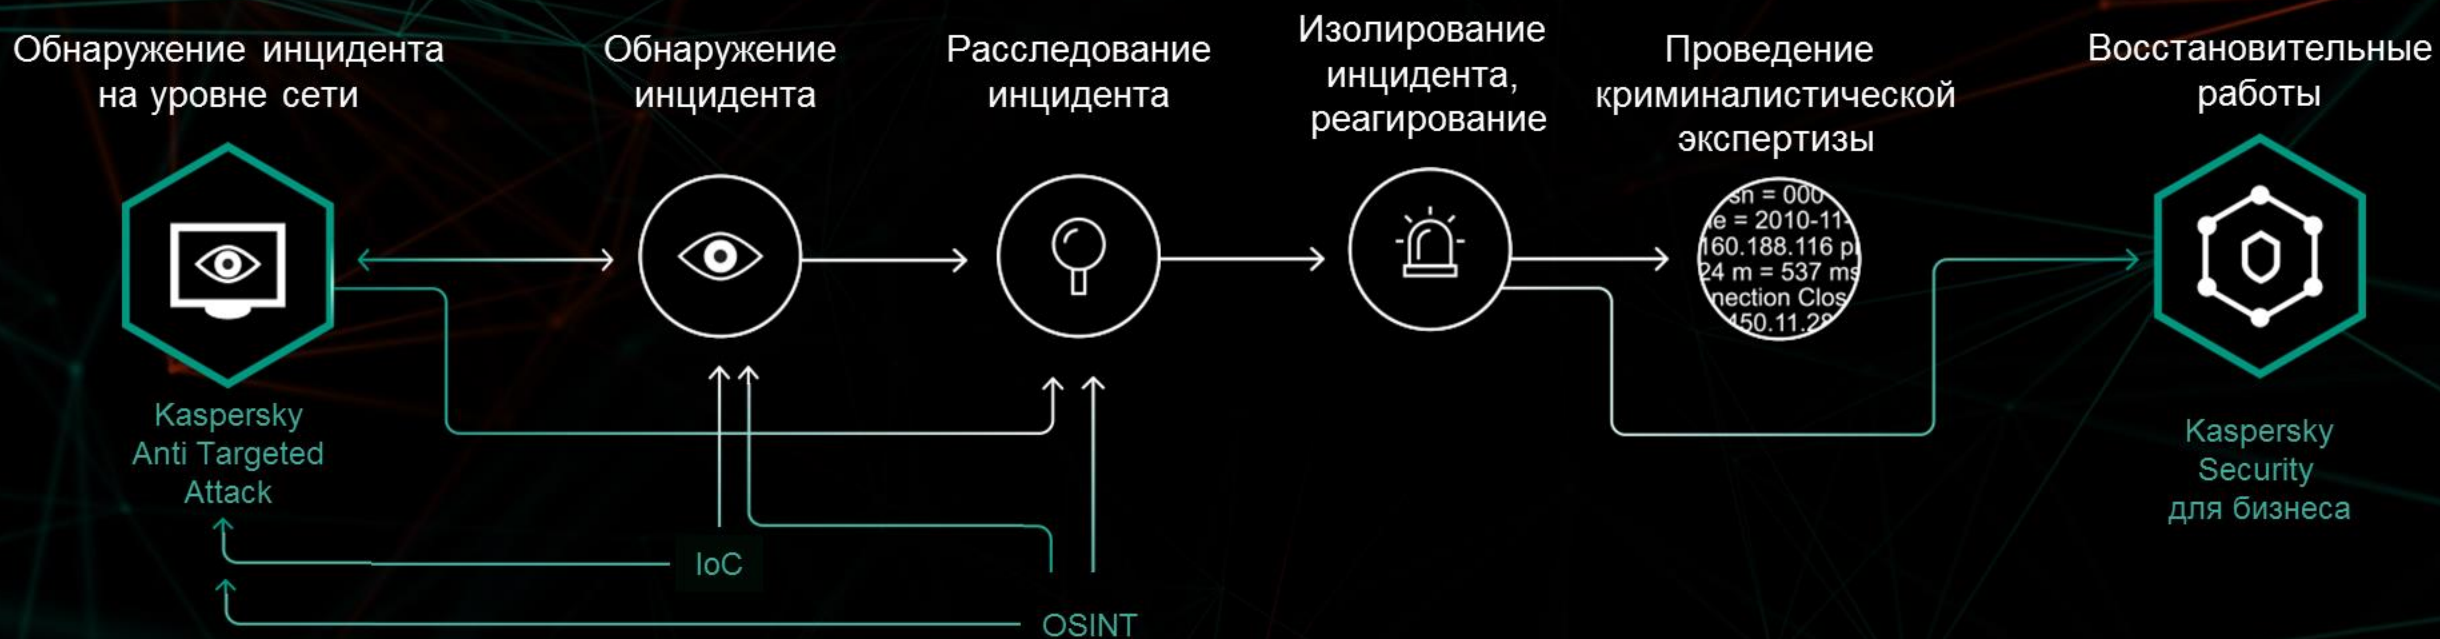 Обнаружение инцидента
на уровне сети
Обнаружение
инцидента
Расследование
инцидента
Изолирование
инцидента,
реагирование
Проведение
криминалистической
экспертизы
Восстановительные
работы
sn = 000
e = 2010-11-
160.188.116 p
24 m = 537 ms
nection Clos
450.11.28
Kaspersky
Anti Targeted
Attack
Kaspersky
Security
для бизнеса
IoC
OSINT